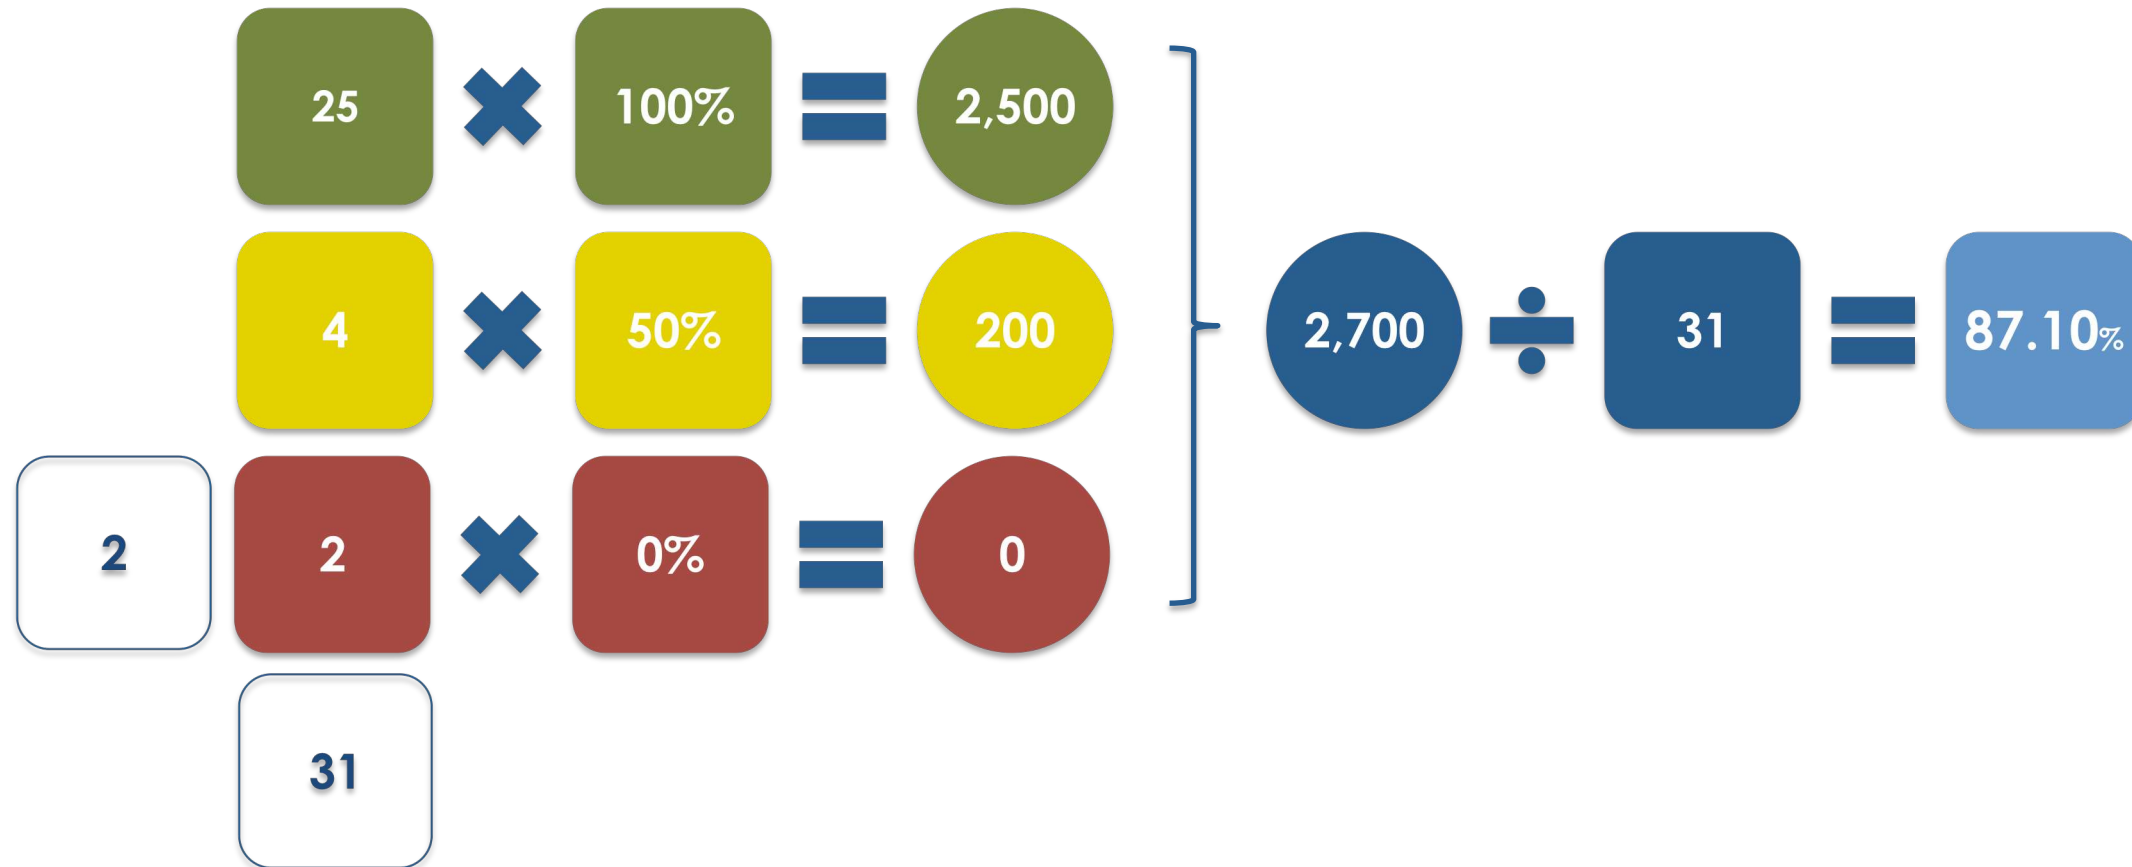 25 × 100% = 2,500
4 × 50% = 200
2,700 ÷ 31 = 87.10%
2 2 × 0% = 0
31